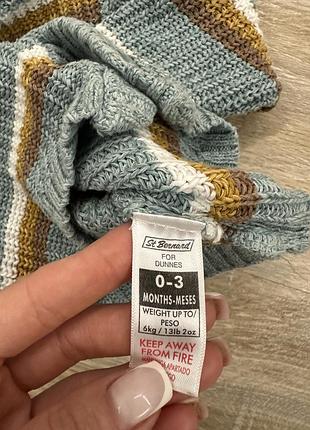 St Bernard
FOR
DUNNES
0-3
MONTHS-MESES
WEIGHT UP TO/
PESO
6kg / 13lb 2oz
KEEP AWAY
FROM FIRE
APARTADO